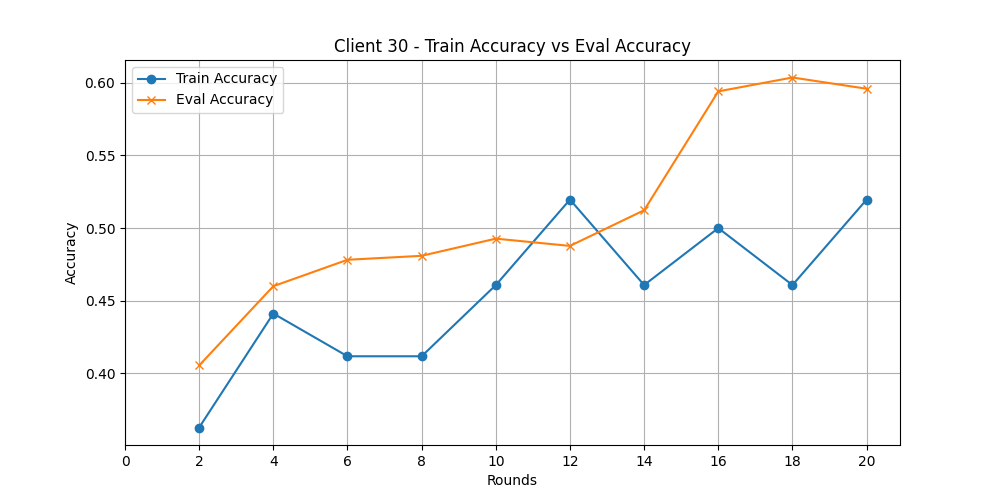 Client 30 - Train Accuracy vs Eval Accuracy
Train Accuracy
Eval Accuracy
Accuracy
0.60
0.55
0.50
0.45
0.40
0 2 4 6 8 10 12 14 16 18 20
Rounds